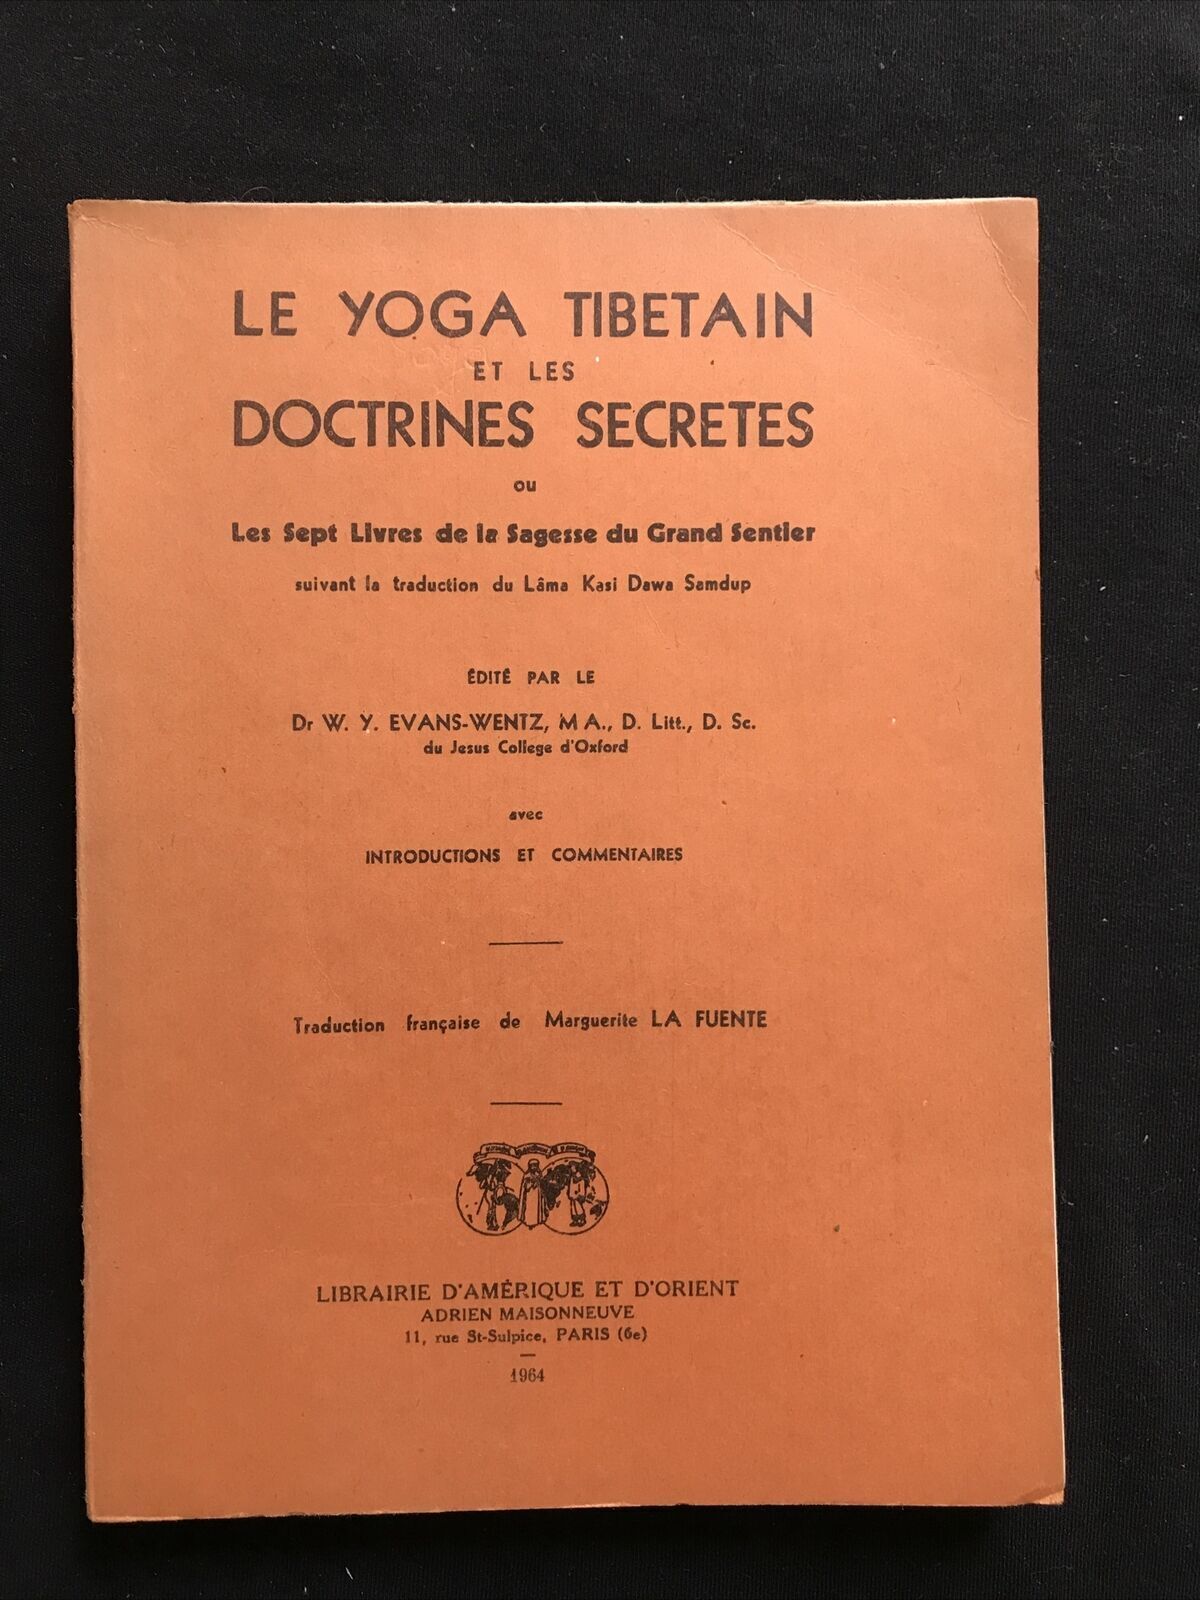 LE YOGA TIBETAIN
ET LES
DOCTRINES SECRETES
ou
Les Sept Livres de la Sagesse du Grand Sentier
suivant la traduction du Lâma Kasi Dawa Samdup
ÉDITÉ PAR LE
Dr W. Y. EVANS-WENTZ, M A., D. Litt., D. Sc.
du Jesus College d'Oxford
avec
INTRODUCTIONS ET COMMENTAIRES
Traduction française de Marguerite LA FUENTE
LIBRAIRIE D'AMÉRIQUE ET D'ORIENT
ADRIEN MAISONNEUVE
11, rue St-Sulpice, PARIS (6e)
1964